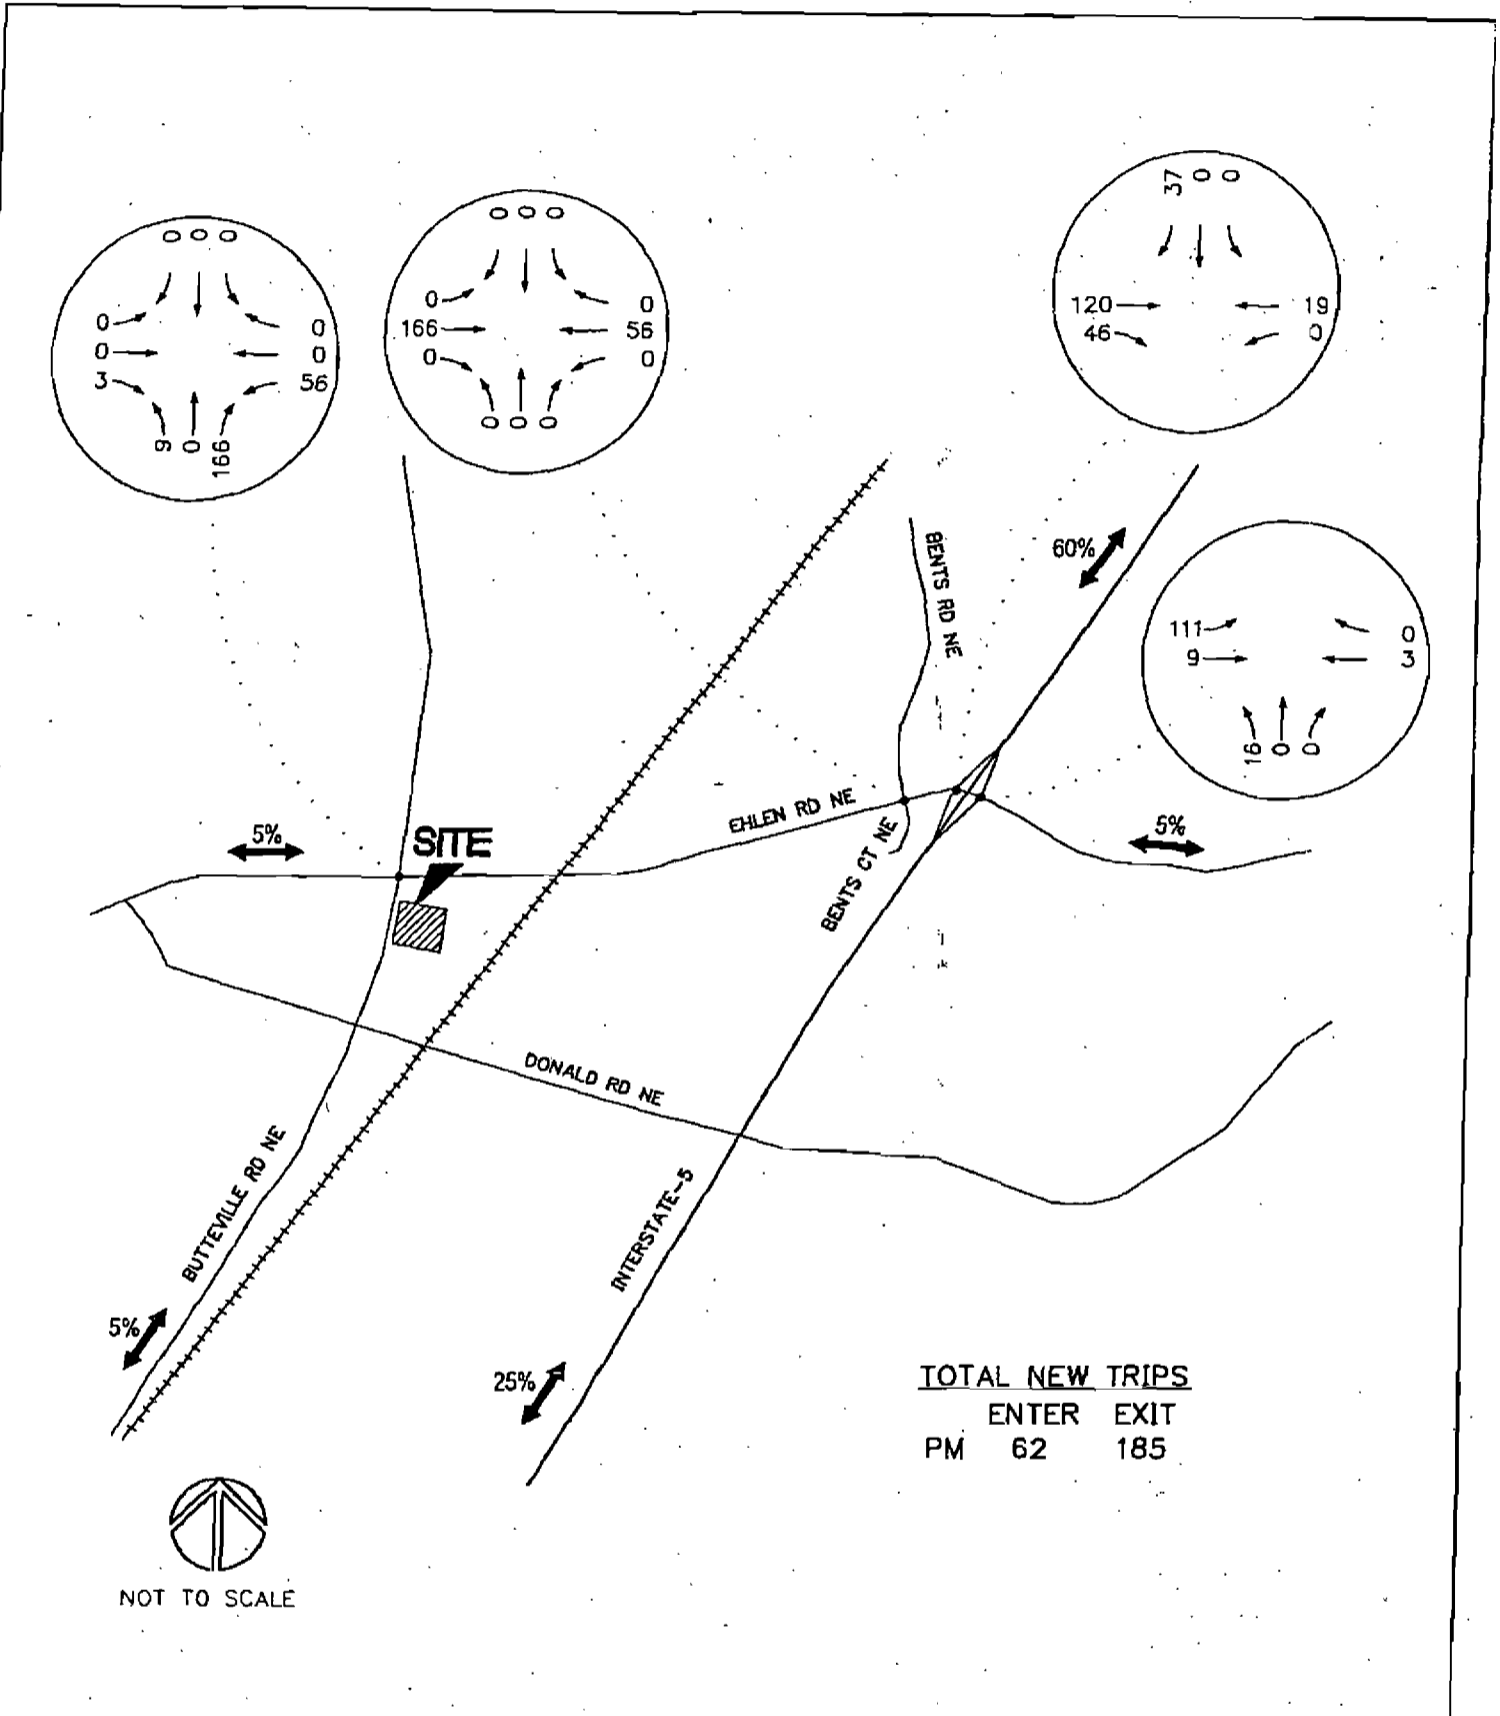 0 0 0
0 0
0 0
3 56
9 0 166
0 0 0
0 0
166 56
0 0
0 0 0
37 0 0
120 19
46 0
60%
BENTS RD NE
111 0
9 3
16 0 0
5%
SITE
EHLEN RD NE
BENTS CT NE
5%
DONALD RD NE
BUTTEVILLE RD NE
INTERSTATE-5
5%
25%
TOTAL NEW TRIPS
ENTER EXIT
PM 62 185
NOT TO SCALE